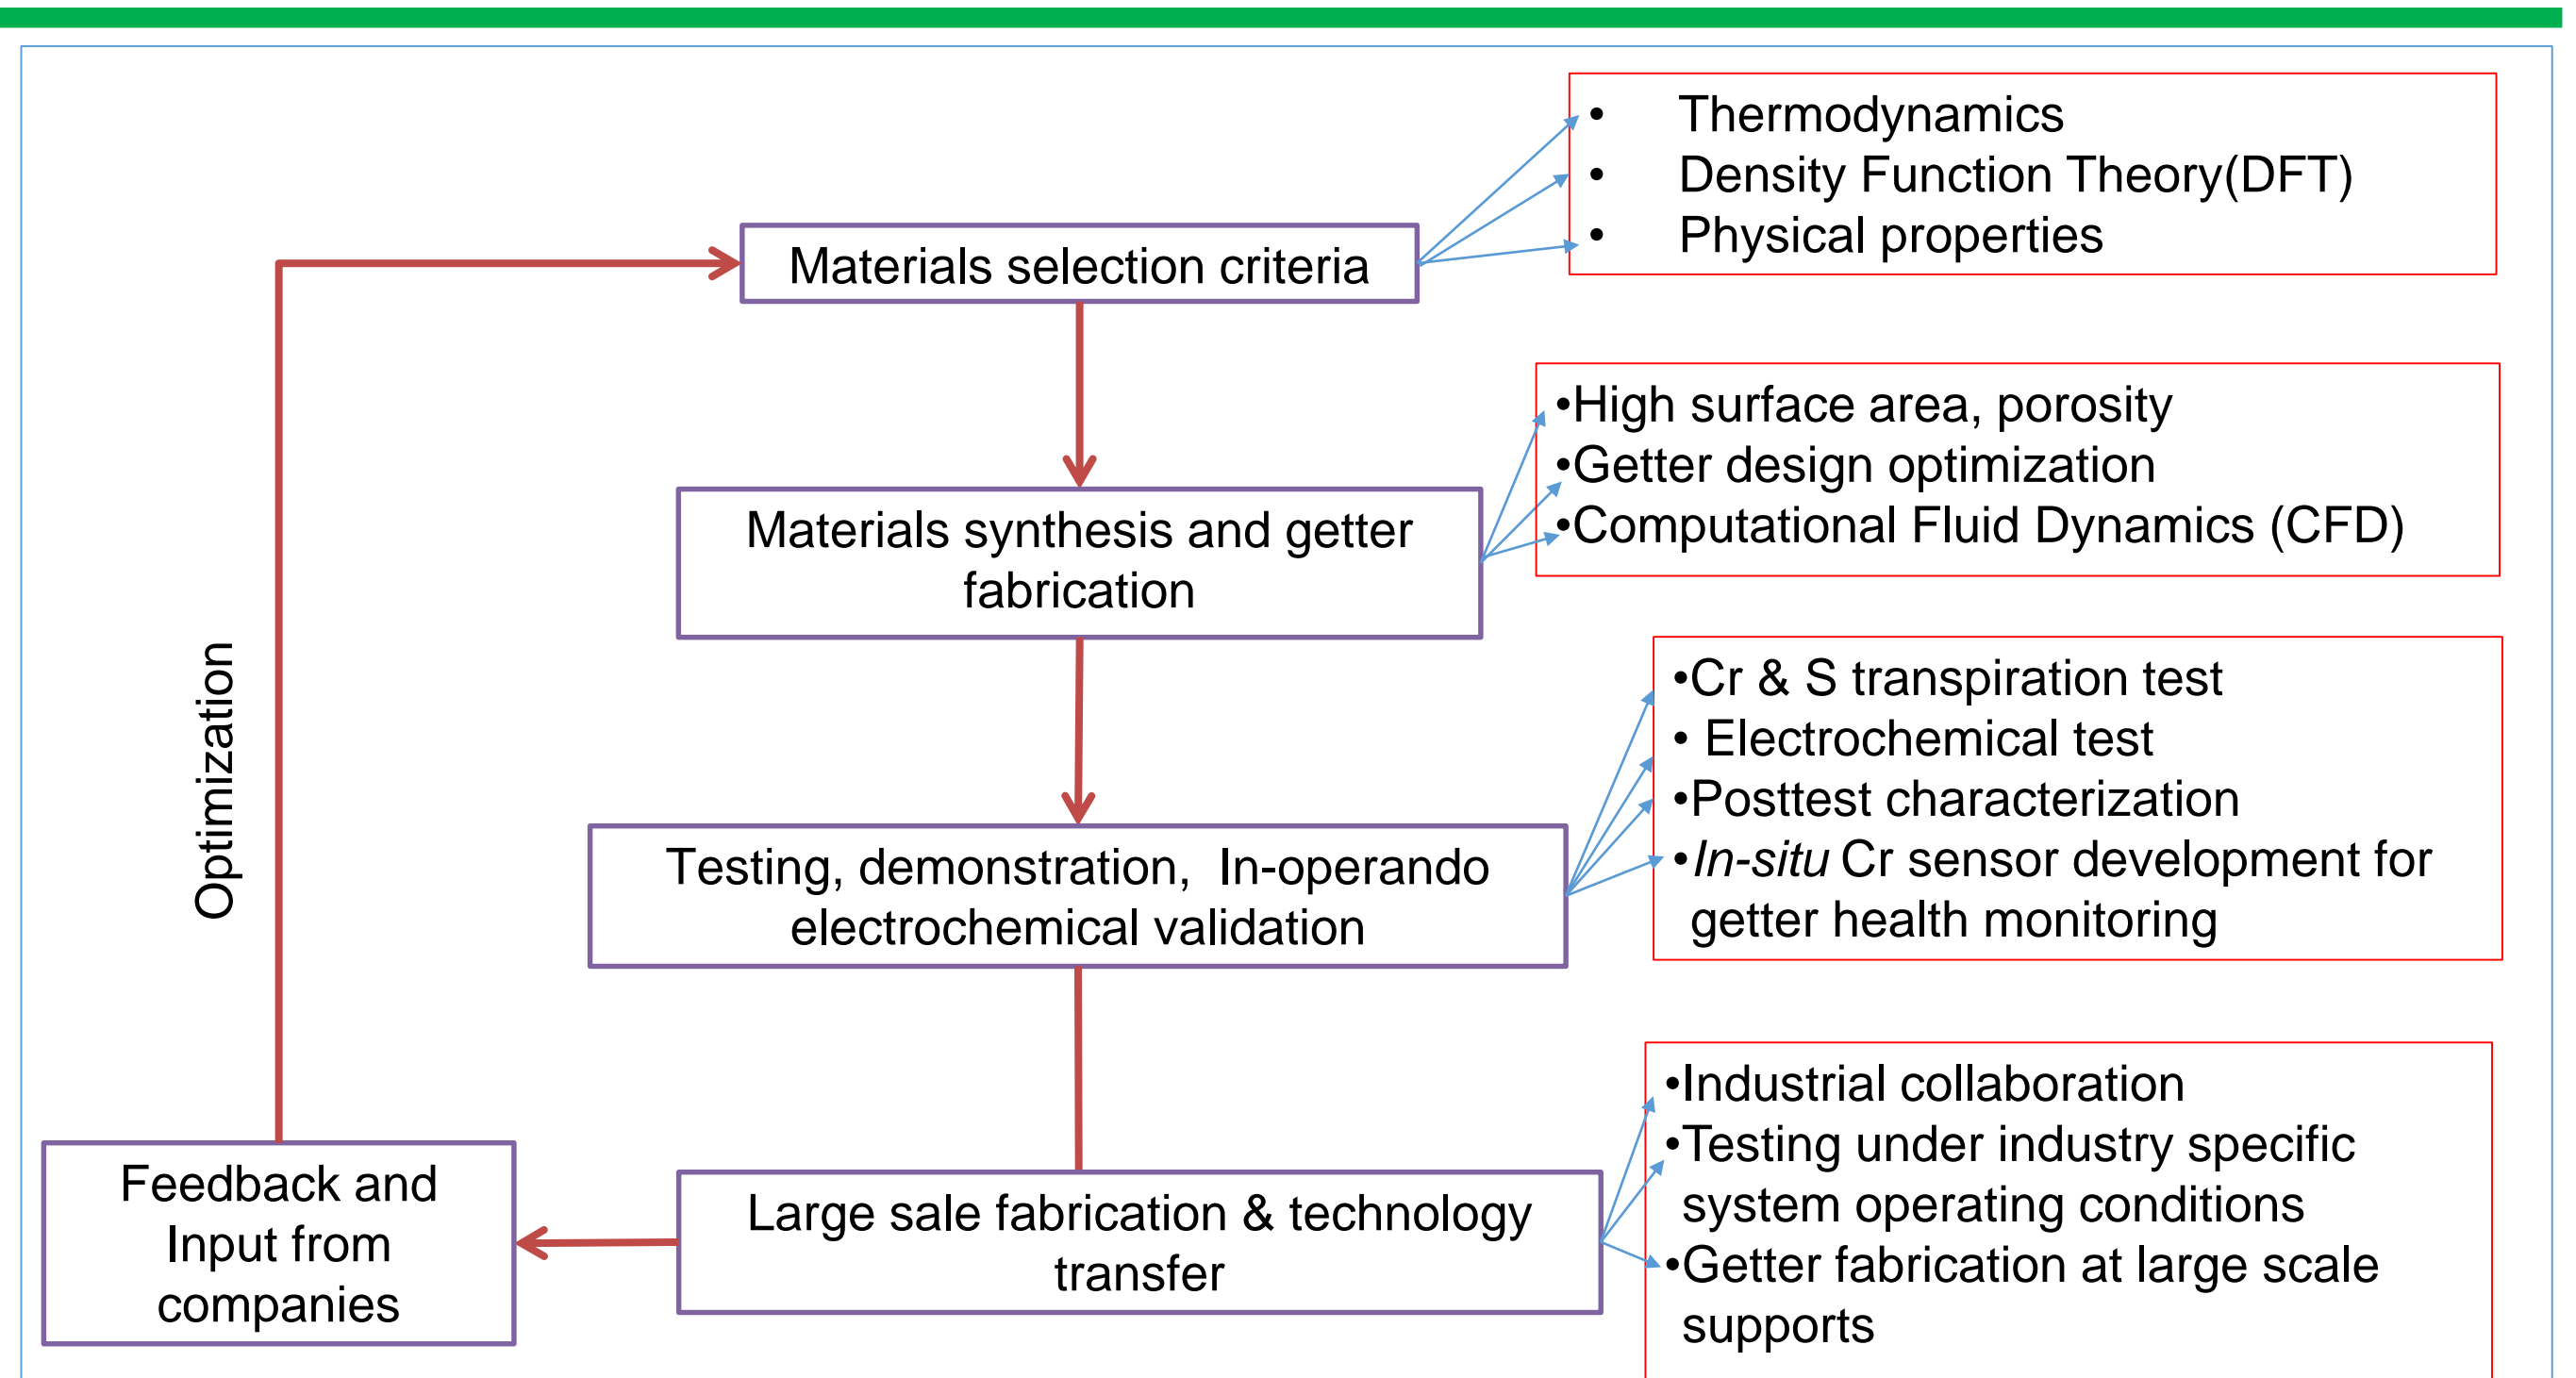 • Thermodynamics
• Density Function Theory(DFT)
• Physical properties
Materials selection criteria
•High surface area, porosity
•Getter design optimization
•Computational Fluid Dynamics (CFD)
Materials synthesis and getter
fabrication
Optimization
•Cr & S transpiration test
• Electrochemical test
•Posttest characterization
•In-situ Cr sensor development for
getter health monitoring
Testing, demonstration, In-operando
electrochemical validation
•Industrial collaboration
•Testing under industry specific
system operating conditions
•Getter fabrication at large scale
supports
Large sale fabrication & technology
transfer
Feedback and
Input from
companies